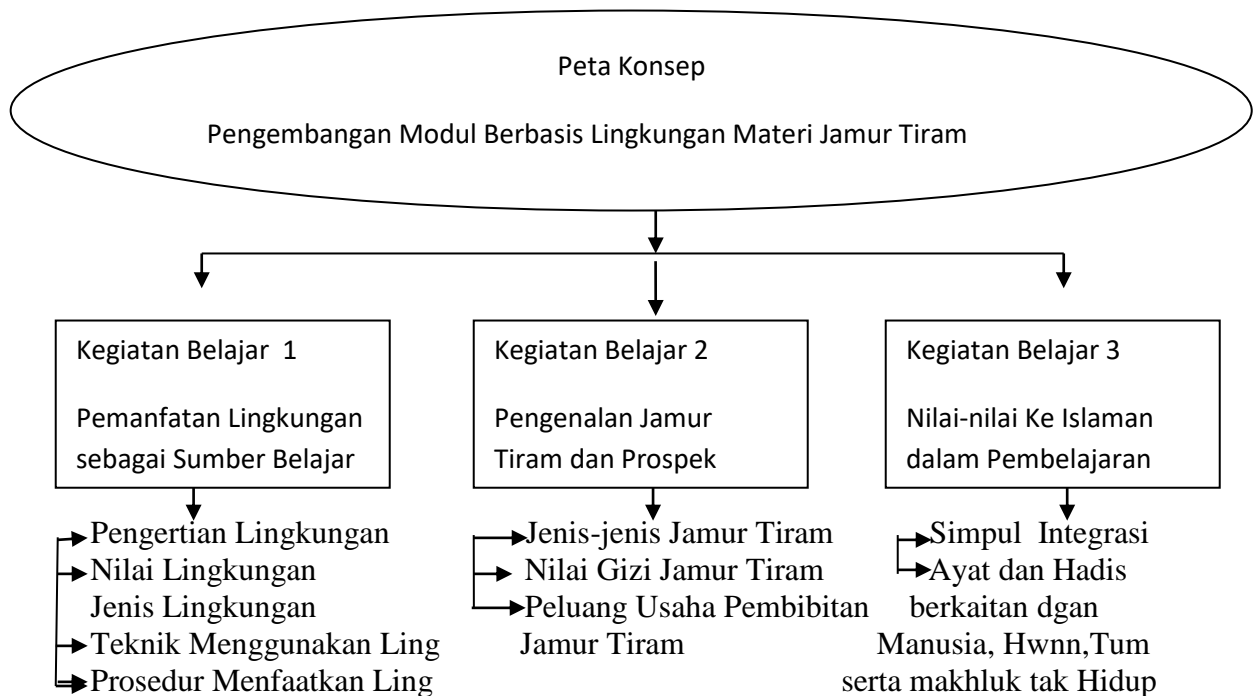 Peta Konsep
Pengembangan Modul Berbasis Lingkungan Materi Jamur Tiram
Kegiatan Belajar 1
Pemanfatan Lingkungan
sebagai Sumber Belajar
Pengertian Lingkungan
Nilai Lingkungan
Jenis Lingkungan
Teknik Menggunakan Ling
Prosedur Menfaatkan Ling
Kegiatan Belajar 2
Pengenalan Jamur
Tiram dan Prospek
Jenis-jenis Jamur Tiram
Nilai Gizi Jamur Tiram
Peluang Usaha Pembibitan
Jamur Tiram
Kegiatan Belajar 3
Nilai-nilai Ke Islaman
dalam Pembelajaran
Simpul Integrasi
Ayat dan Hadis
berkaitan dgan
Manusia, Hwnn,Tum
serta makhluk tak Hidup